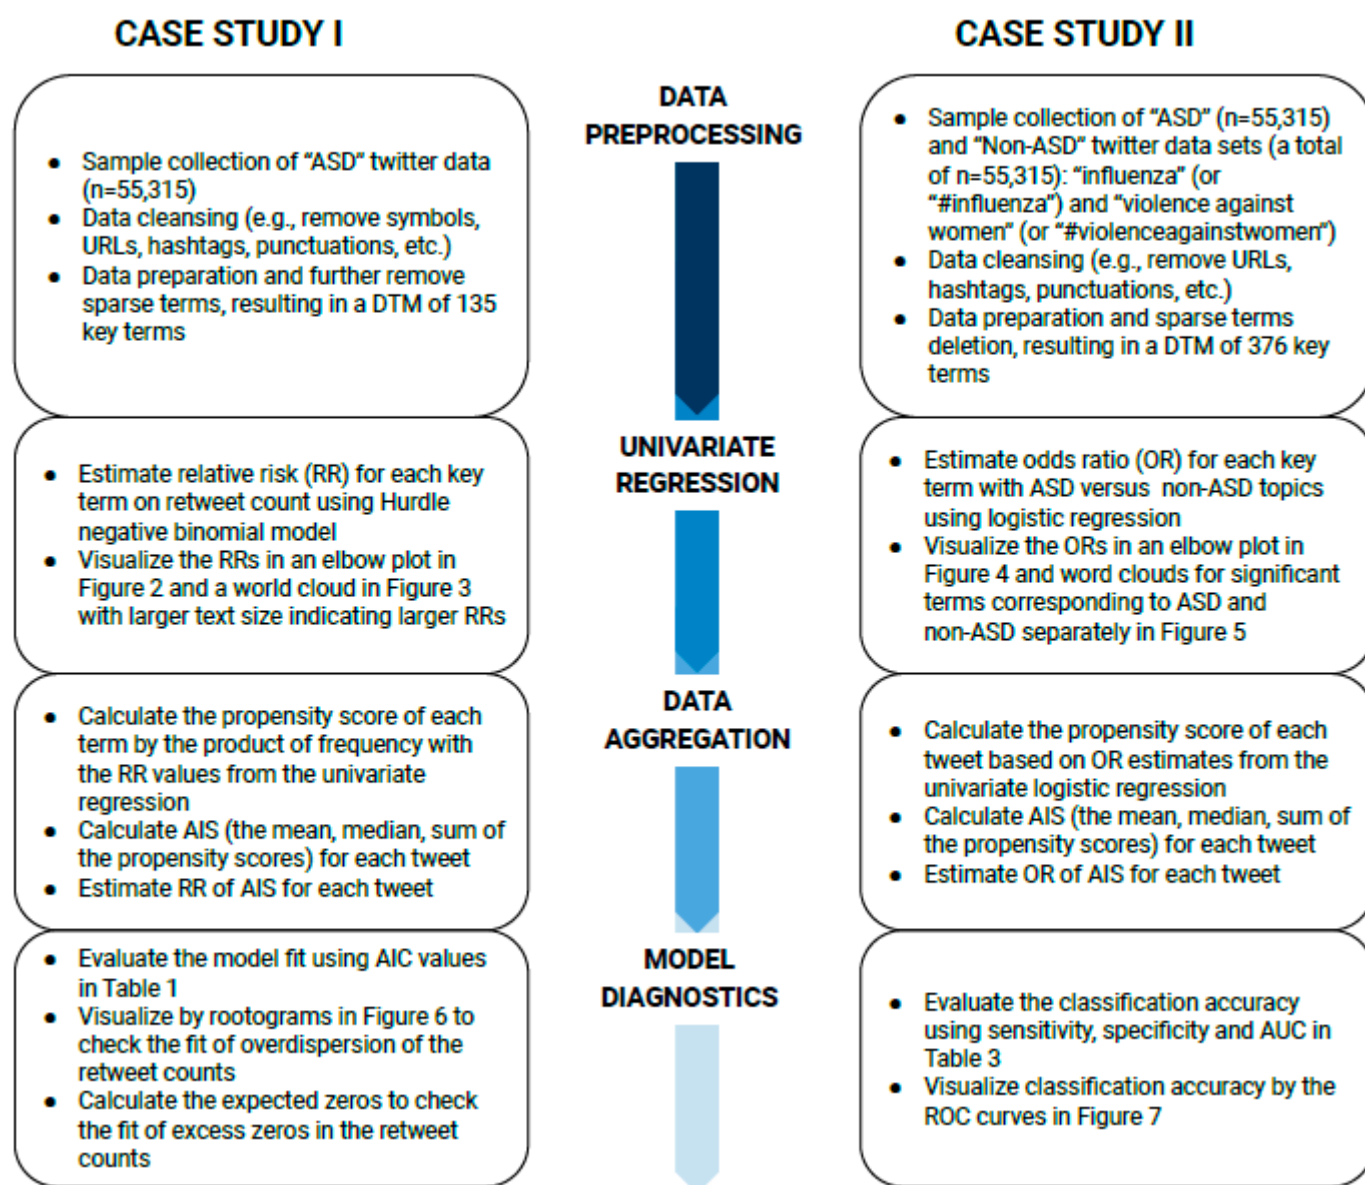 CASE STUDY I
CASE STUDY II
DATA
PREPROCESSING
● Sample collection of “ASD” twitter data
(n=55,315)
● Data cleansing (e.g., remove symbols,
URLs, hashtags, punctuations, etc.)
● Data preparation and further remove
sparse terms, resulting in a DTM of 135
key terms
● Sample collection of “ASD” (n=55,315)
and “Non-ASD” twitter data sets (a total
of n=55,315): “influenza” (or
“#influenza”) and “violence against
women” (or “#violenceagainstwomen”)
● Data cleansing (e.g., remove URLs,
hashtags, punctuations, etc.)
● Data preparation and sparse terms
deletion, resulting in a DTM of 376 key
terms
UNIVARIATE
REGRESSION
● Estimate relative risk (RR) for each key
term on retweet count using Hurdle
negative binomial model
● Visualize the RRs in an elbow plot in
Figure 2 and a world cloud in Figure 3
with larger text size indicating larger RRs
● Estimate odds ratio (OR) for each key
term with ASD versus non-ASD topics
using logistic regression
● Visualize the ORs in an elbow plot in
Figure 4 and word clouds for significant
terms corresponding to ASD and
non-ASD separately in Figure 5
DATA
AGGREGATION
● Calculate the propensity score of each
term by the product of frequency with
the RR values from the univariate
regression
● Calculate AIS (the mean, median, sum of
the propensity scores) for each tweet
● Estimate RR of AIS for each tweet
● Calculate the propensity score of each
tweet based on OR estimates from the
univariate logistic regression
● Calculate AIS (the mean, median, sum of
the propensity scores) for each tweet
● Estimate OR of AIS for each tweet
MODEL
DIAGNOSTICS
● Evaluate the model fit using AIC values
in Table 1
● Visualize by rootograms in Figure 6 to
check the fit of overdispersion of the
retweet counts
● Calculate the expected zeros to check
the fit of excess zeros in the retweet
counts
● Evaluate the classification accuracy
using sensitivity, specificity and AUC in
Table 3
● Visualize classification accuracy by the
ROC curves in Figure 7